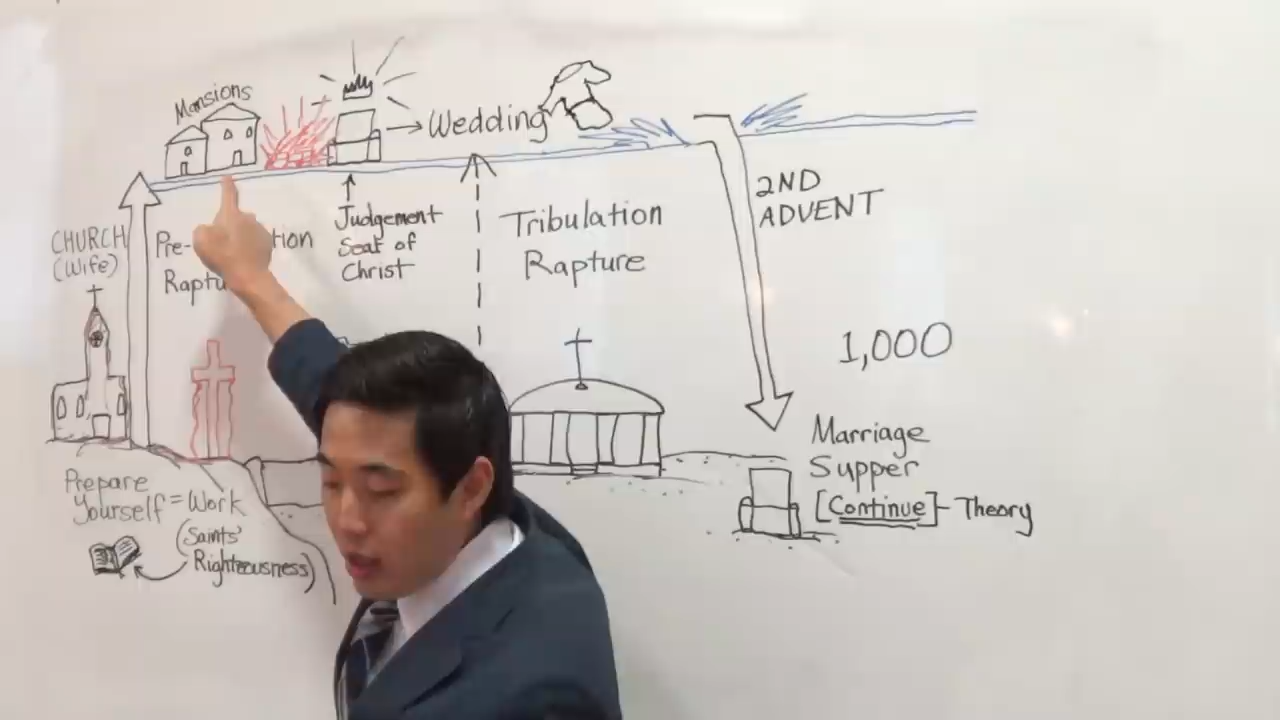 Mansions
Wedding
2ND
ADVENT
CHURCH
(Wife)
Pre-
tion
Raptu
Judgement
Seat of
Christ
Tribulation
Rapture
1,000
Marriage
Supper
[Continue] - Theory
Prepare
Yourself = Work
(Saints'
Righteousness)